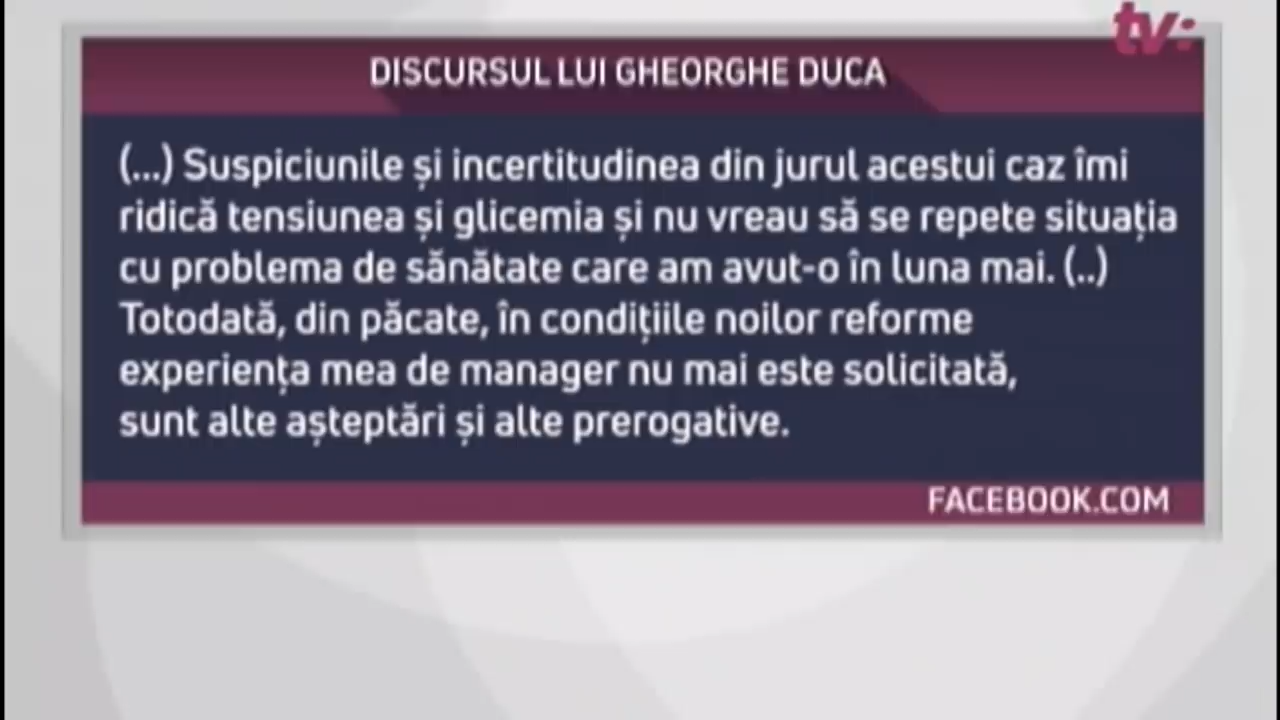 tv:
DISCURSUL LUI GHEORGHE DUCA
(...) Suspiciunile și incertitudinea din jurul acestui caz îmi
ridică tensiunea și glicemia și nu vreau să se repete situația
cu problema de sănătate care am avut-o în luna mai. (..)
Totodată, din păcate, în condițiile noilor reforme
experiența mea de manager nu mai este solicitată,
sunt alte așteptări și alte prerogative.
FACEBOOK.COM